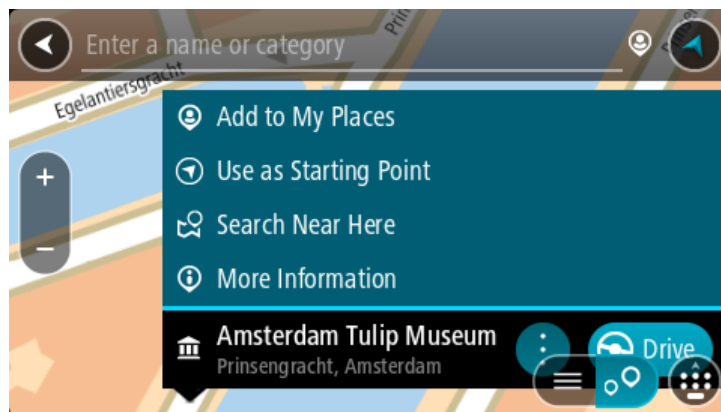 Enter a name or category
Prin
Prinsen
Egelantiersgracht
Add to My Places
Use as Starting Point
Search Near Here
More Information
Amsterdam Tulip Museum
Prinsengracht, Amsterdam
Drive